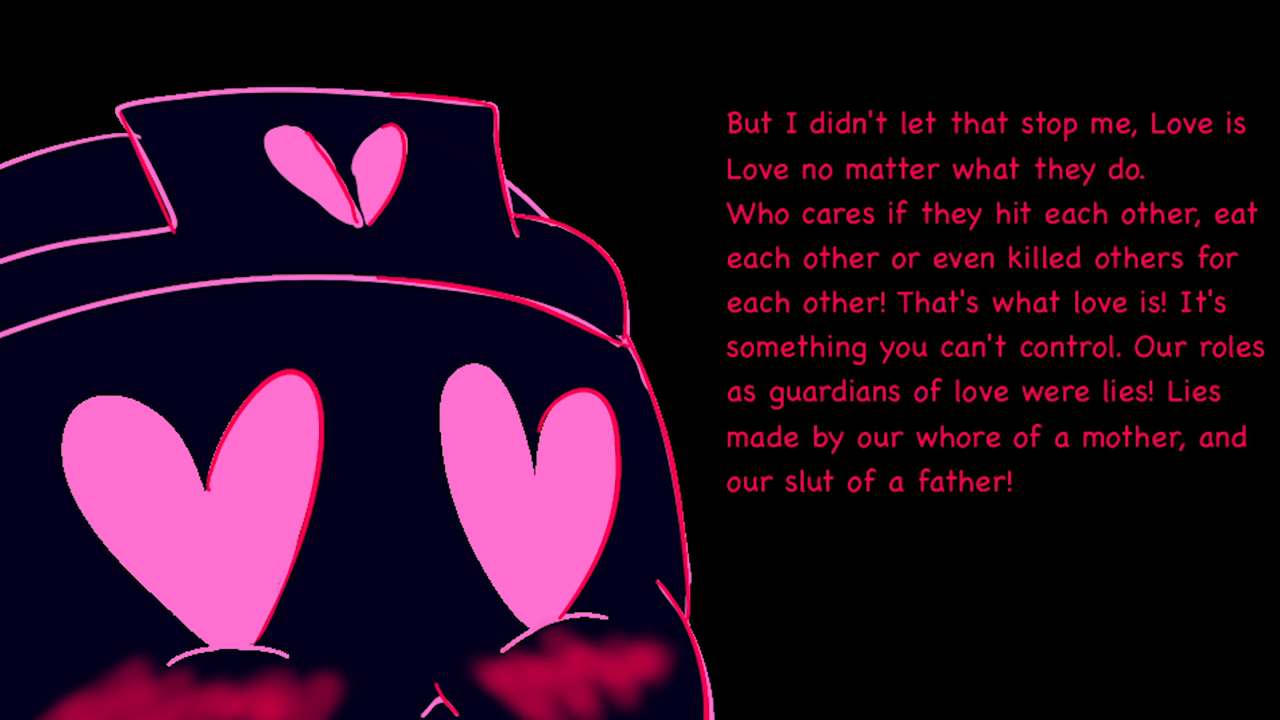 But I didn't let that stop me, Love is
Love no matter what they do.
Who cares if they hit each other, eat
each other or even killed others for
each other! That's what love is! It's
something you can't control. Our roles
as guardians of love were lies! Lies
made by our whore of a mother, and
our slut of a father!